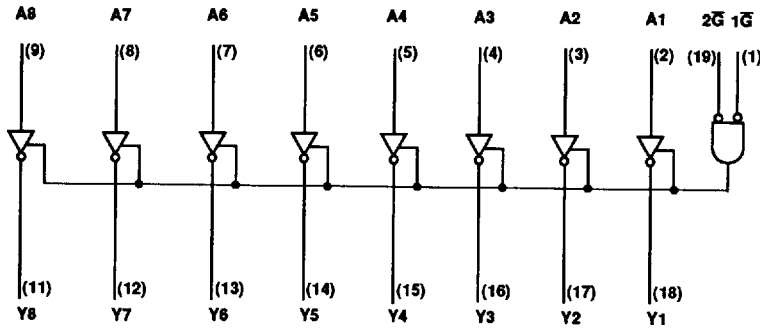 A8 A7 A6 A5 A4 A3 A2 A1 2G̅ 1G̅
(9) (8) (7) (6) (5) (4) (3) (2) (19) (1)
(11) (12) (13) (14) (15) (16) (17) (18)
Y8 Y7 Y6 Y5 Y4 Y3 Y2 Y1